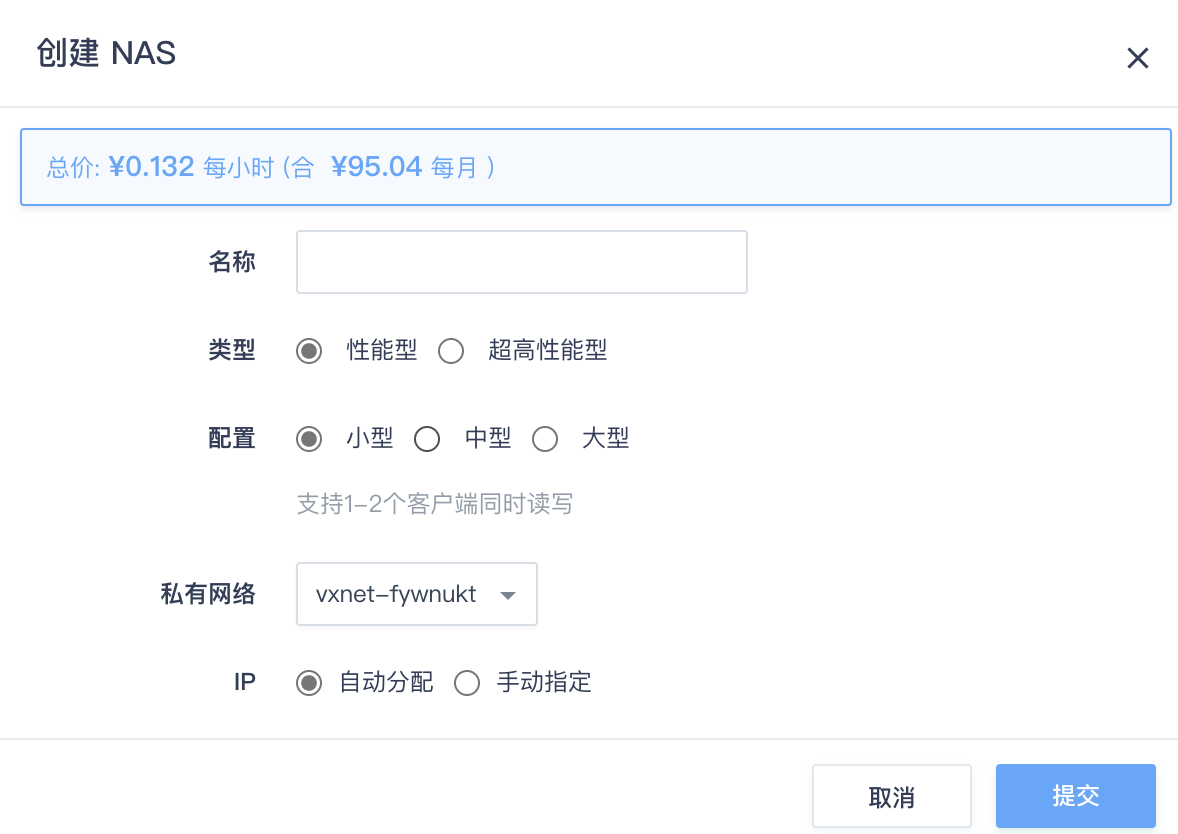 创建 NAS
总价: ¥0.132 每小时 (合 ¥95.04 每月 )
名称
类型 性能型 超高性能型
配置 小型 中型 大型
支持1-2个客户端同时读写
私有网络 vxnet-fywnukt
IP 自动分配 手动指定
取消 提交